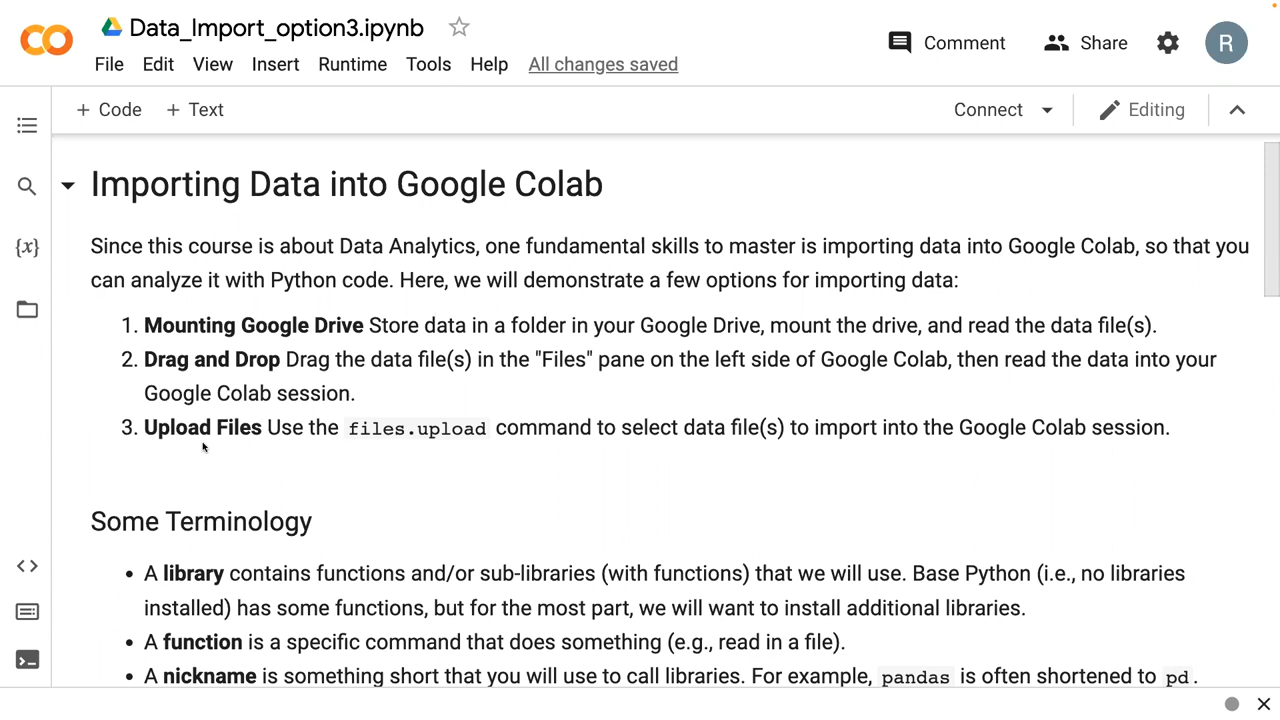 Data_Import_option3.ipynb
File Edit View Insert Runtime Tools Help All changes saved
Comment Share R
+ Code + Text
Connect Editing
{x}
Importing Data into Google Colab
Since this course is about Data Analytics, one fundamental skills to master is importing data into Google Colab, so that you
can analyze it with Python code. Here, we will demonstrate a few options for importing data:
1. Mounting Google Drive Store data in a folder in your Google Drive, mount the drive, and read the data file(s).
2. Drag and Drop Drag the data file(s) in the "Files" pane on the left side of Google Colab, then read the data into your
Google Colab session.
3. Upload Files Use the files.upload command to select data file(s) to import into the Google Colab session.
Some Terminology
• A library contains functions and/or sub-libraries (with functions) that we will use. Base Python (i.e., no libraries
installed) has some functions, but for the most part, we will want to install additional libraries.
• A function is a specific command that does something (e.g., read in a file).
• A nickname is something short that you will use to call libraries. For example, pandas is often shortened to pd.